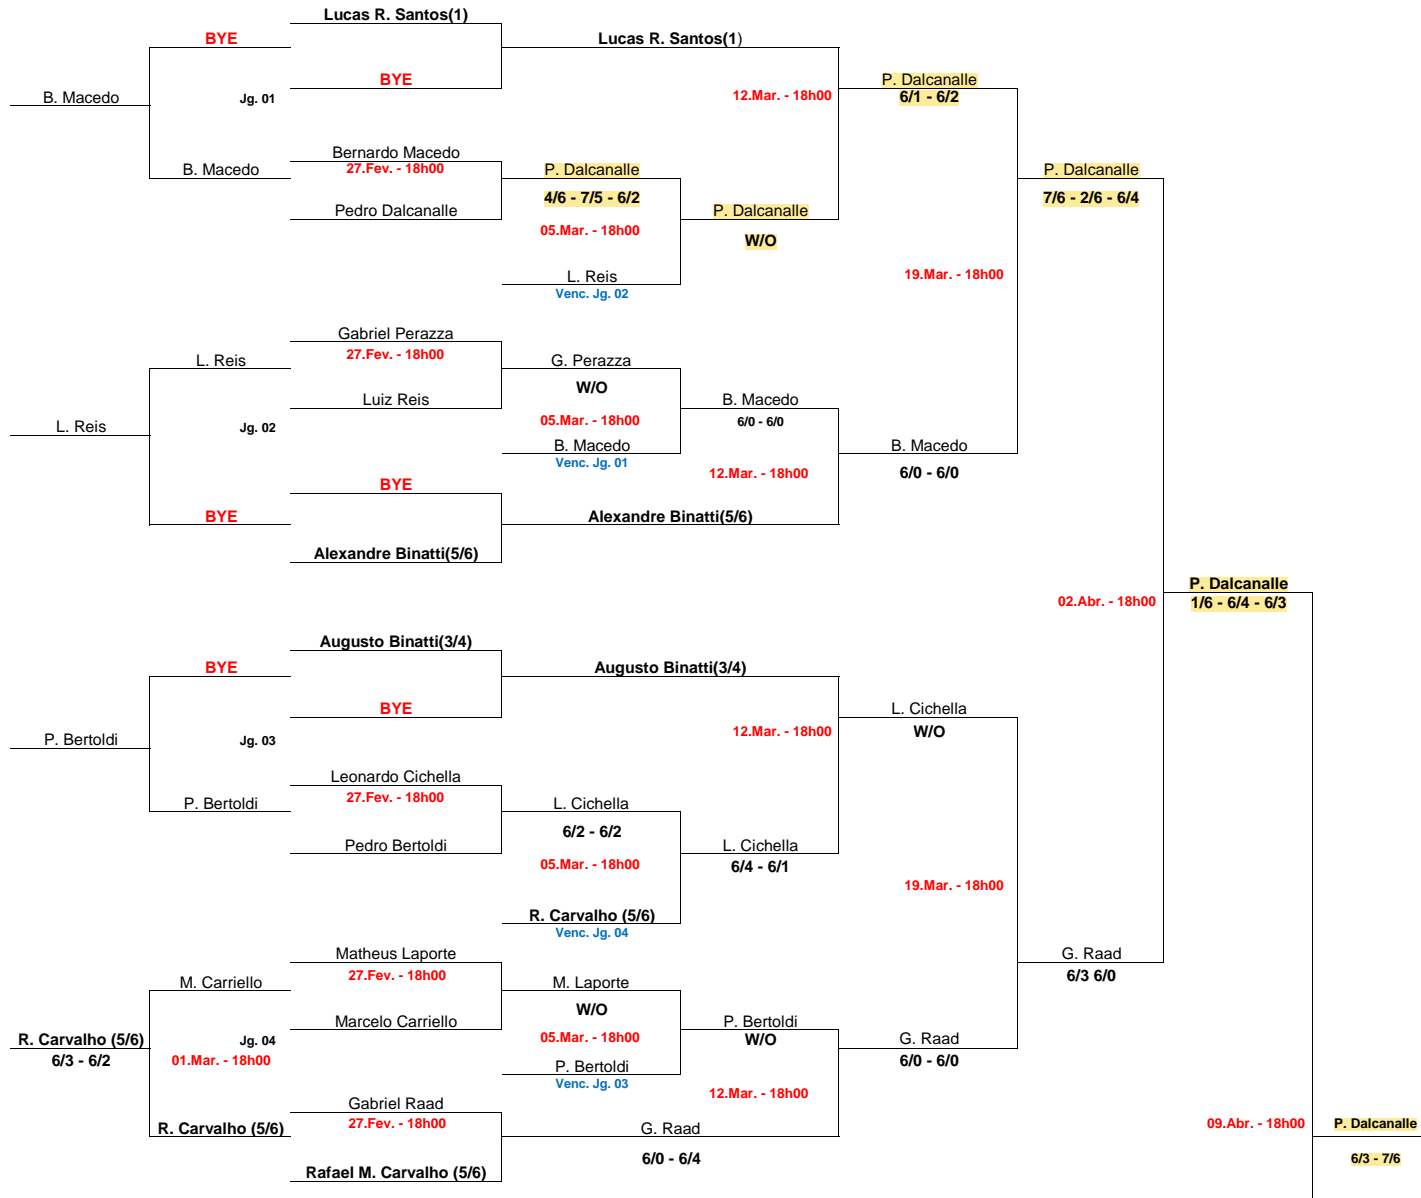 Lucas R. Santos(1)
BYE
Lucas R. Santos(1)
BYE
P. Dalcanalle
B. Macedo
Jg. 01
12.Mar. - 18h00
6/1 - 6/2
Bernardo Macedo
B. Macedo
27.Fev. - 18h00
P. Dalcanalle
P. Dalcanalle
4/6 - 7/5 - 6/2
7/6 - 2/6 - 6/4
Pedro Dalcanalle
P. Dalcanalle
05.Mar. - 18h00
W/O
L. Reis
19.Mar. - 18h00
Venc. Jg. 02
Gabriel Perazza
L. Reis
27.Fev. - 18h00
G. Perazza
W/O
Luiz Reis
B. Macedo
L. Reis
Jg. 02
05.Mar. - 18h00
6/0 - 6/0
B. Macedo
B. Macedo
Venc. Jg. 01
12.Mar. - 18h00
6/0 - 6/0
BYE
BYE
Alexandre Binatti(5/6)
Alexandre Binatti(5/6)
P. Dalcanalle
02.Abr. - 18h00
1/6 - 6/4 - 6/3
Augusto Binatti(3/4)
BYE
Augusto Binatti(3/4)
BYE
L. Cichella
P. Bertoldi
Jg. 03
12.Mar. - 18h00
W/O
Leonardo Cichella
P. Bertoldi
27.Fev. - 18h00
L. Cichella
6/2 - 6/2
Pedro Bertoldi
L. Cichella
05.Mar. - 18h00
6/4 - 6/1
19.Mar. - 18h00
R. Carvalho (5/6)
Venc. Jg. 04
Matheus Laporte
G. Raad
M. Carriello
27.Fev. - 18h00
M. Laporte
6/3 6/0
W/O
Marcelo Carriello
P. Bertoldi
R. Carvalho (5/6)
Jg. 04
05.Mar. - 18h00
W/O
G. Raad
6/3 - 6/2
01.Mar. - 18h00
P. Bertoldi
6/0 - 6/0
Venc. Jg. 03
12.Mar. - 18h00
Gabriel Raad
R. Carvalho (5/6)
27.Fev. - 18h00
G. Raad
09.Abr. - 18h00
P. Dalcanalle
6/0 - 6/4
6/3 - 7/6
Rafael M. Carvalho (5/6)